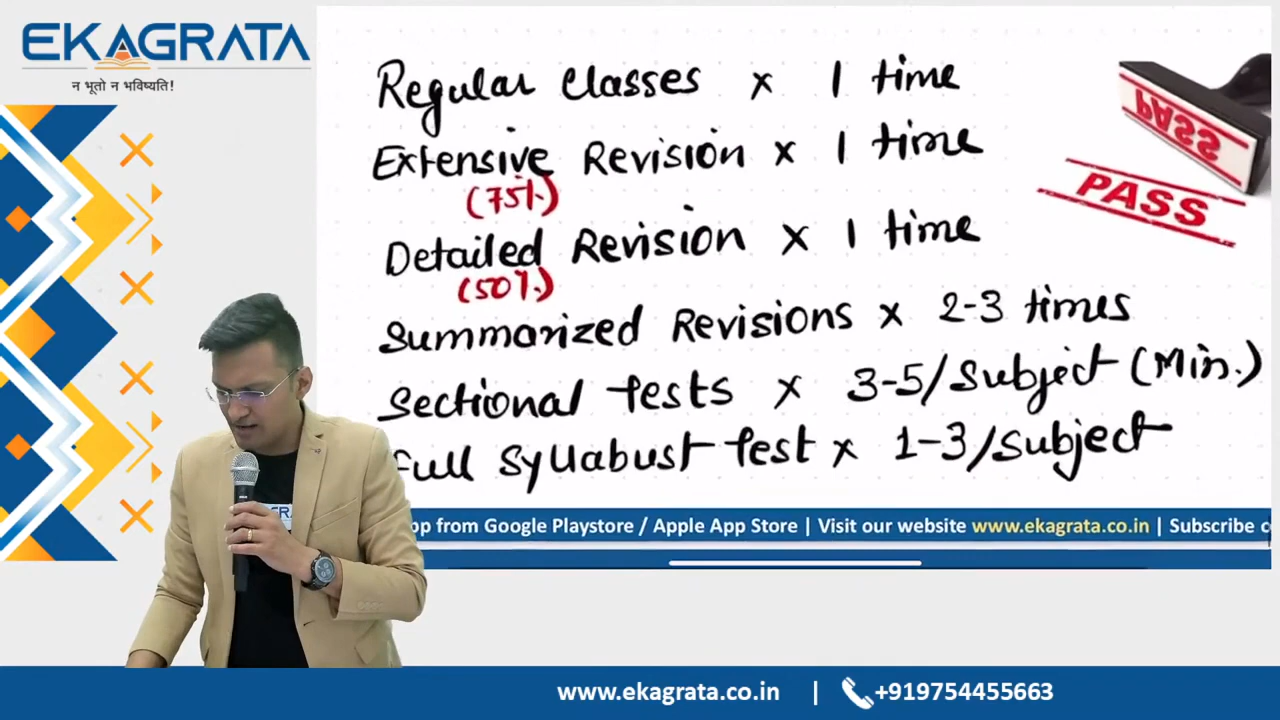 EKAGRATA
न भूतो न भविष्यति!
Regular Classes x 1 time
Extensive Revision x 1 time
(75%)
Detailed Revision x 1 time
(50%)
Summarized Revisions x 2-3 times
Sectional Tests x 3-5/Subject (Min.)
Full Syllabust Test x 1-3/Subject
PASS
PASS
from Google Playstore / Apple App Store | Visit our website www.ekagrata.co.in | Subscribe
www.ekagrata.co.in | +919754455663